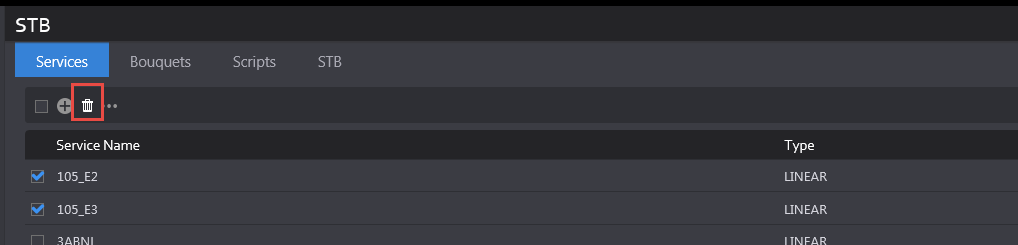 STB
Services Bouquets Scripts STB
Service Name Type
105_E2 LINEAR
105_E3 LINEAR
3ABNL LINEAR